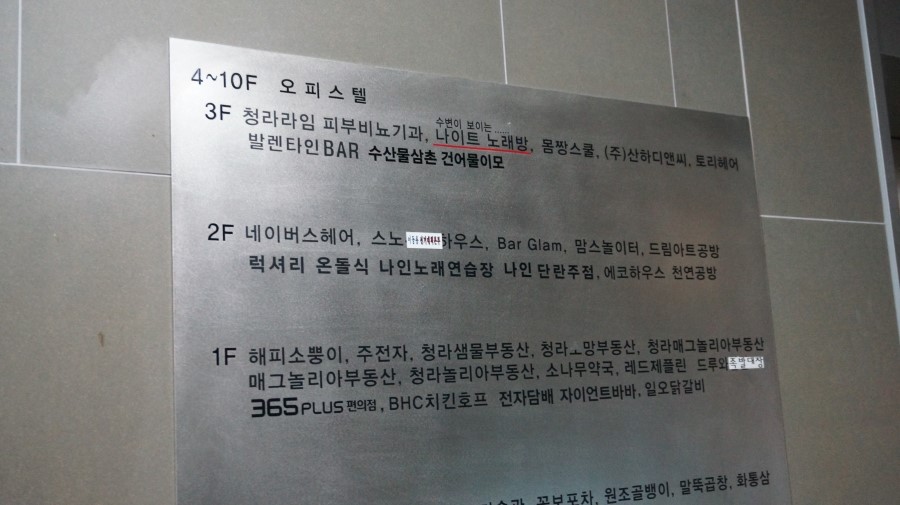 4~10F 오피스텔
수변이 보이는......
3F 청라라임 피부비뇨기과, 나이트 노래방, 몸짱스쿨, (주)산하디앤씨, 토리헤어
발렌타인BAR 수산물삼촌 건어물이모
2F 네이버스헤어, 스노 하우스, Bar Glam, 맘스놀이터, 드림아트공방
럭셔리 온돌식 나인노래연습장 나인 단란주점, 에코하우스 천연공방
1F 해피소뿡이, 주전자, 청라샘물부동산, 청라소망부동산, 청라매그놀리아부동산
매그놀리아부동산, 청라놀리아부동산, 소나무약국, 레드제플린 드루와
365PLUS편의점, BHC치킨호프 전자담배 자이언트바바, 일오닭갈비
꼬보포차, 원조골뱅이, 말뚝곱창, 화통삼